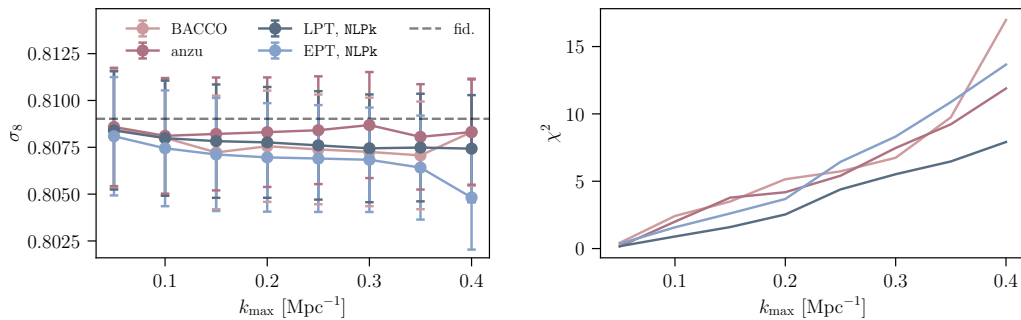 BACCO
anzu
LPT, NLPk
EPT, NLPk
fid.
0.8125
0.8100
0.8075
0.8050
0.8025
σ8
0.1
0.2
0.3
0.4
kmax [Mpc−1]
15
10
5
0
χ2
0.1
0.2
0.3
0.4
kmax [Mpc−1]